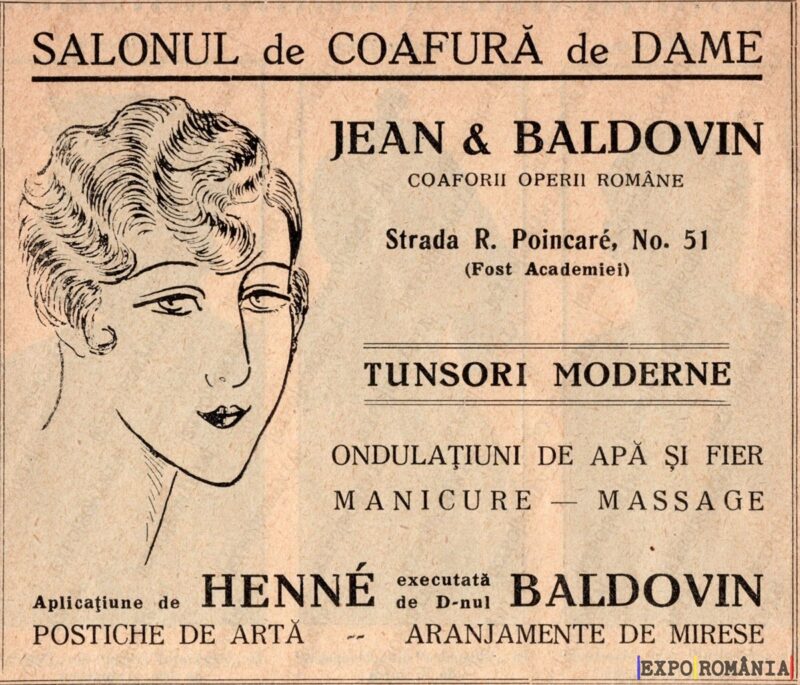 SALONUL de COAFURĂ de DAME
JEAN & BALDOVIN
COAFORII OPERII ROMÂNE
Strada R. Poincaré, No. 51
(Fost Academiei)
TUNSORI MODERNE
ONDULAŢIUNI DE APĂ ŞI FIER
MANICURE — MASSAGE
Aplicaţiune de HENNÉ executată de D-nul BALDOVIN
POSTICHE DE ARTĂ -- ARANJAMENTE DE MIRESE
EXPO ROMÂNIA